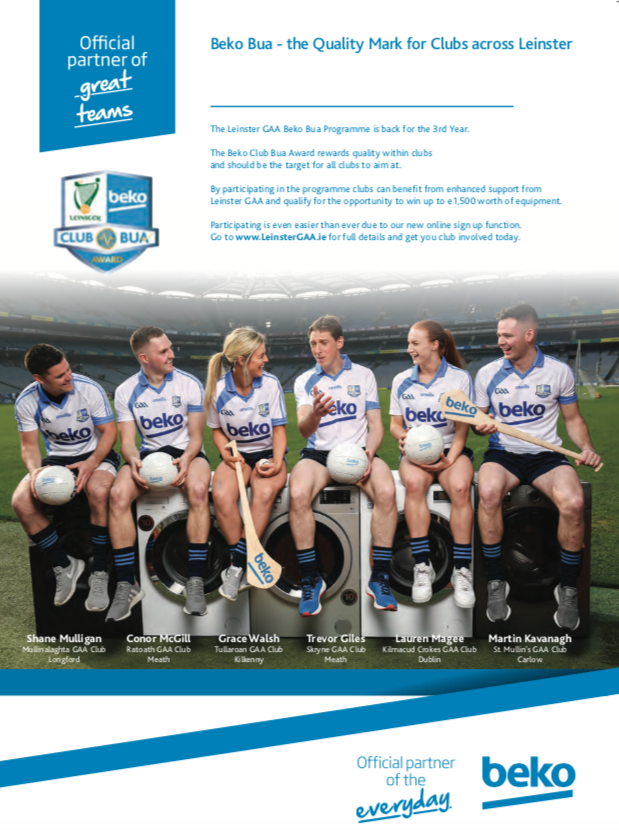 Official
partner of
great
teams
Beko Bua - the Quality Mark for Clubs across Leinster
The Leinster GAA Beko Bua Programme is back for the 3rd Year.
The Beko Club Bua Award rewards quality within clubs
and should be the target for all clubs to aim at.
By participating in the programme clubs can benefit from enhanced support from
Leinster GAA and qualify for the opportunity to win up to e1,500 worth of equipment.
Participating is even easier than ever due to our new online sign up function.
Go to www.LeinsterGAA.ie for full details and get you club involved today.
LEINSTER
beko
CLUB BUA
AWARD
GAA
beko
GAA
beko
GAA
beko
beko
GAA
beko
beko
beko
beko
Shane Mulligan
Mullinalaghta GAA Club
Longford
Conor McGill
Ratoath GAA Club
Meath
Grace Walsh
Tullaroan GAA Club
Kilkenny
Trevor Giles
Skryne GAA Club
Meath
Lauren Magee
Kilmacud Crokes GAA Club
Dublin
Martin Kavanagh
St. Mullin's GAA Club
Carlow
Official partner
of the
everyday
beko